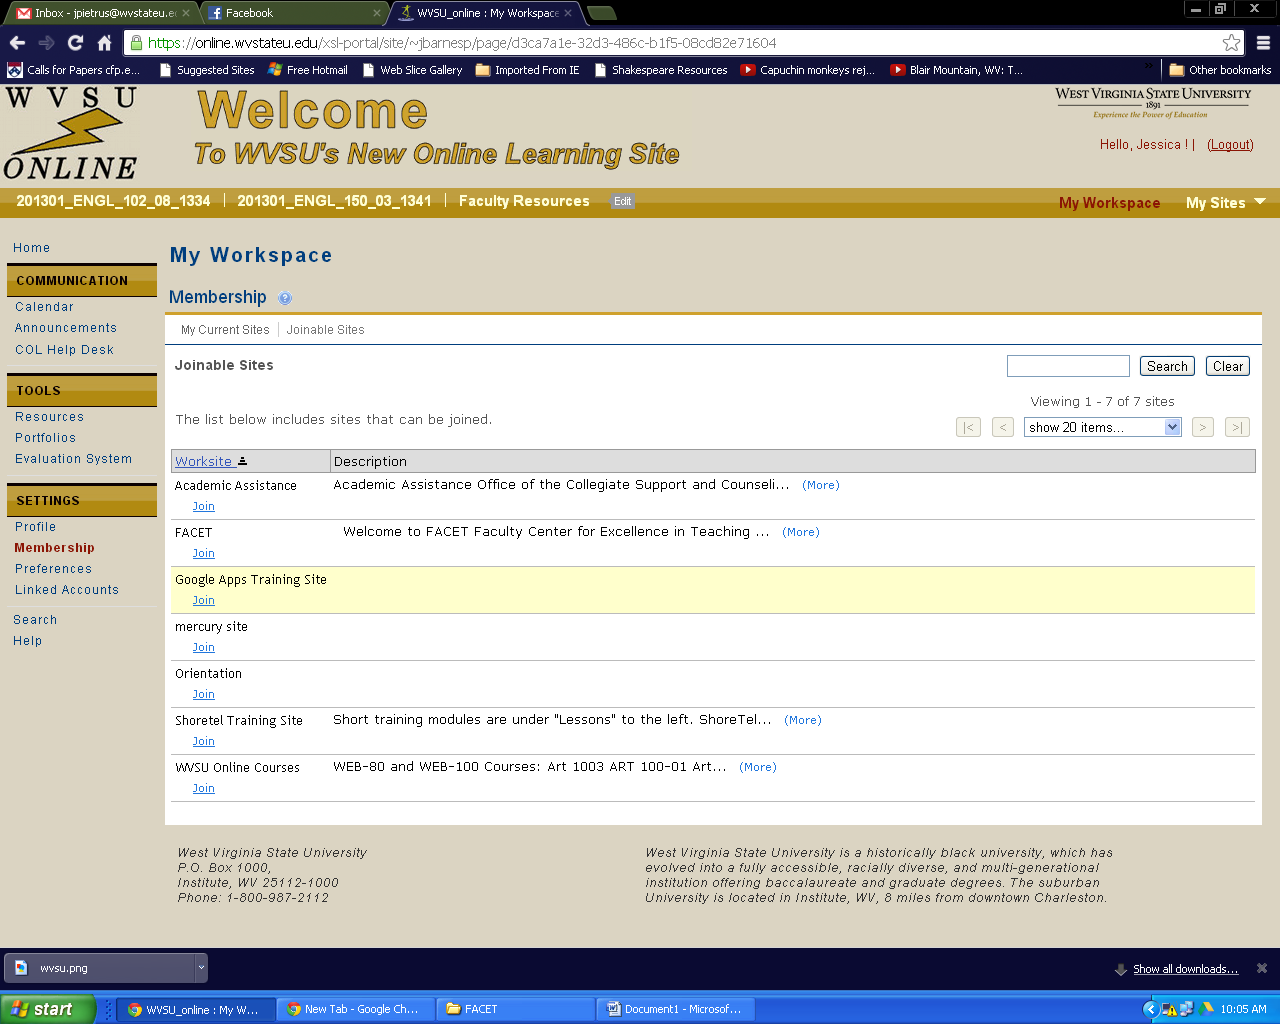 Inbox - jpietrus@wvstateu.e
Facebook
WVSU_online : My Workspace
https://online.wvstateu.edu/xsl-portal/site/~jbarnesp/page/d3ca7a1e-32d3-486c-b1f5-08cd82e71604
Calls for Papers cfp.e... Suggested Sites Free Hotmail Web Slice Gallery Imported From IE Shakespeare Resources Capuchin monkeys rej... Blair Mountain, WV: T... » Other bookmarks
WVSU
ONLINE
Welcome
To WVSU's New Online Learning Site
WEST VIRGINIA STATE UNIVERSITY
1891
Experience the Power of Education
Hello, Jessica ! | (Logout)
201301_ENGL_102_08_1334 | 201301_ENGL_150_03_1341 | Faculty Resources Edit My Workspace My Sites
Home
COMMUNICATION
Calendar
Announcements
COL Help Desk
TOOLS
Resources
Portfolios
Evaluation System
SETTINGS
Profile
Membership
Preferences
Linked Accounts
Search
Help
My Workspace
Membership ?
My Current Sites | Joinable Sites
Joinable Sites
Search Clear
Viewing 1 - 7 of 7 sites
The list below includes sites that can be joined.
|< < show 20 items... > >|
Worksite Description
Academic Assistance Academic Assistance Office of the Collegiate Support and Counseli... (More)
Join
FACET Welcome to FACET Faculty Center for Excellence in Teaching ... (More)
Join
Google Apps Training Site
Join
mercury site
Join
Orientation
Join
Shoretel Training Site Short training modules are under "Lessons" to the left. ShoreTel... (More)
Join
WVSU Online Courses WEB-80 and WEB-100 Courses: Art 1003 ART 100-01 Art... (More)
Join
West Virginia State University
P.O. Box 1000,
Institute, WV 25112-1000
Phone: 1-800-987-2112
West Virginia State University is a historically black university, which has
evolved into a fully accessible, racially diverse, and multi-generational
institution offering baccalaureate and graduate degrees. The suburban
University is located in Institute, WV, 8 miles from downtown Charleston.
wvsu.png
Show all downloads...
start
WVSU_online : My W...
New Tab - Google Ch...
FACET
Document1 - Microsof...
10:05 AM